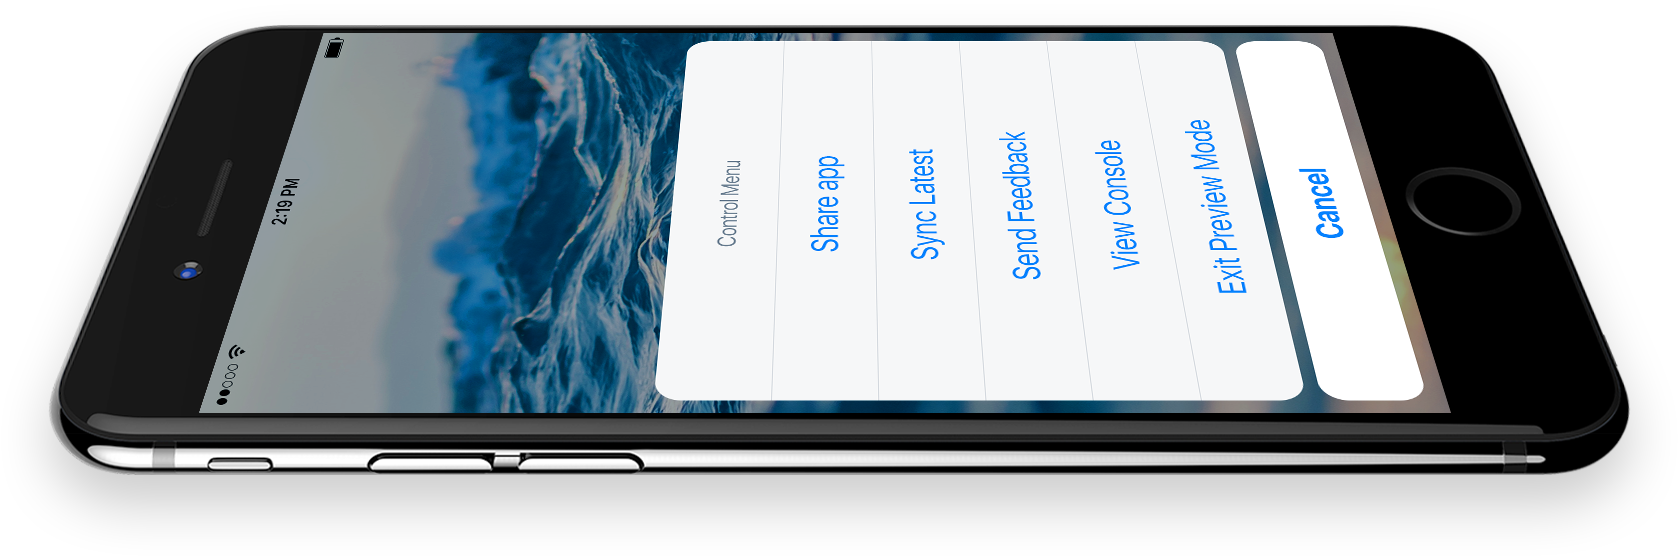 2:19 PM
Control Menu
Share app
Sync Latest
Send Feedback
View Console
Exit Preview Mode
Cancel